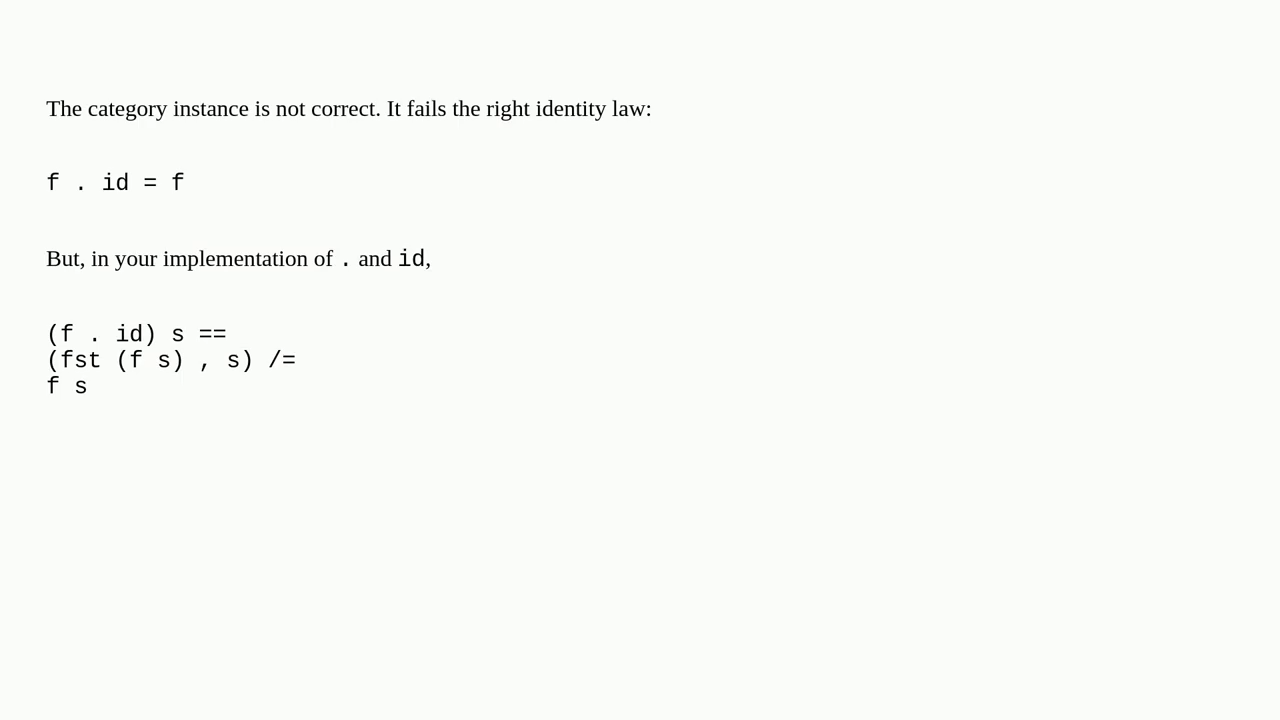 The category instance is not correct. It fails the right identity law:
f . id = f
But, in your implementation of . and id,
(f . id) s ==
(fst (f s) , s) /=
f s